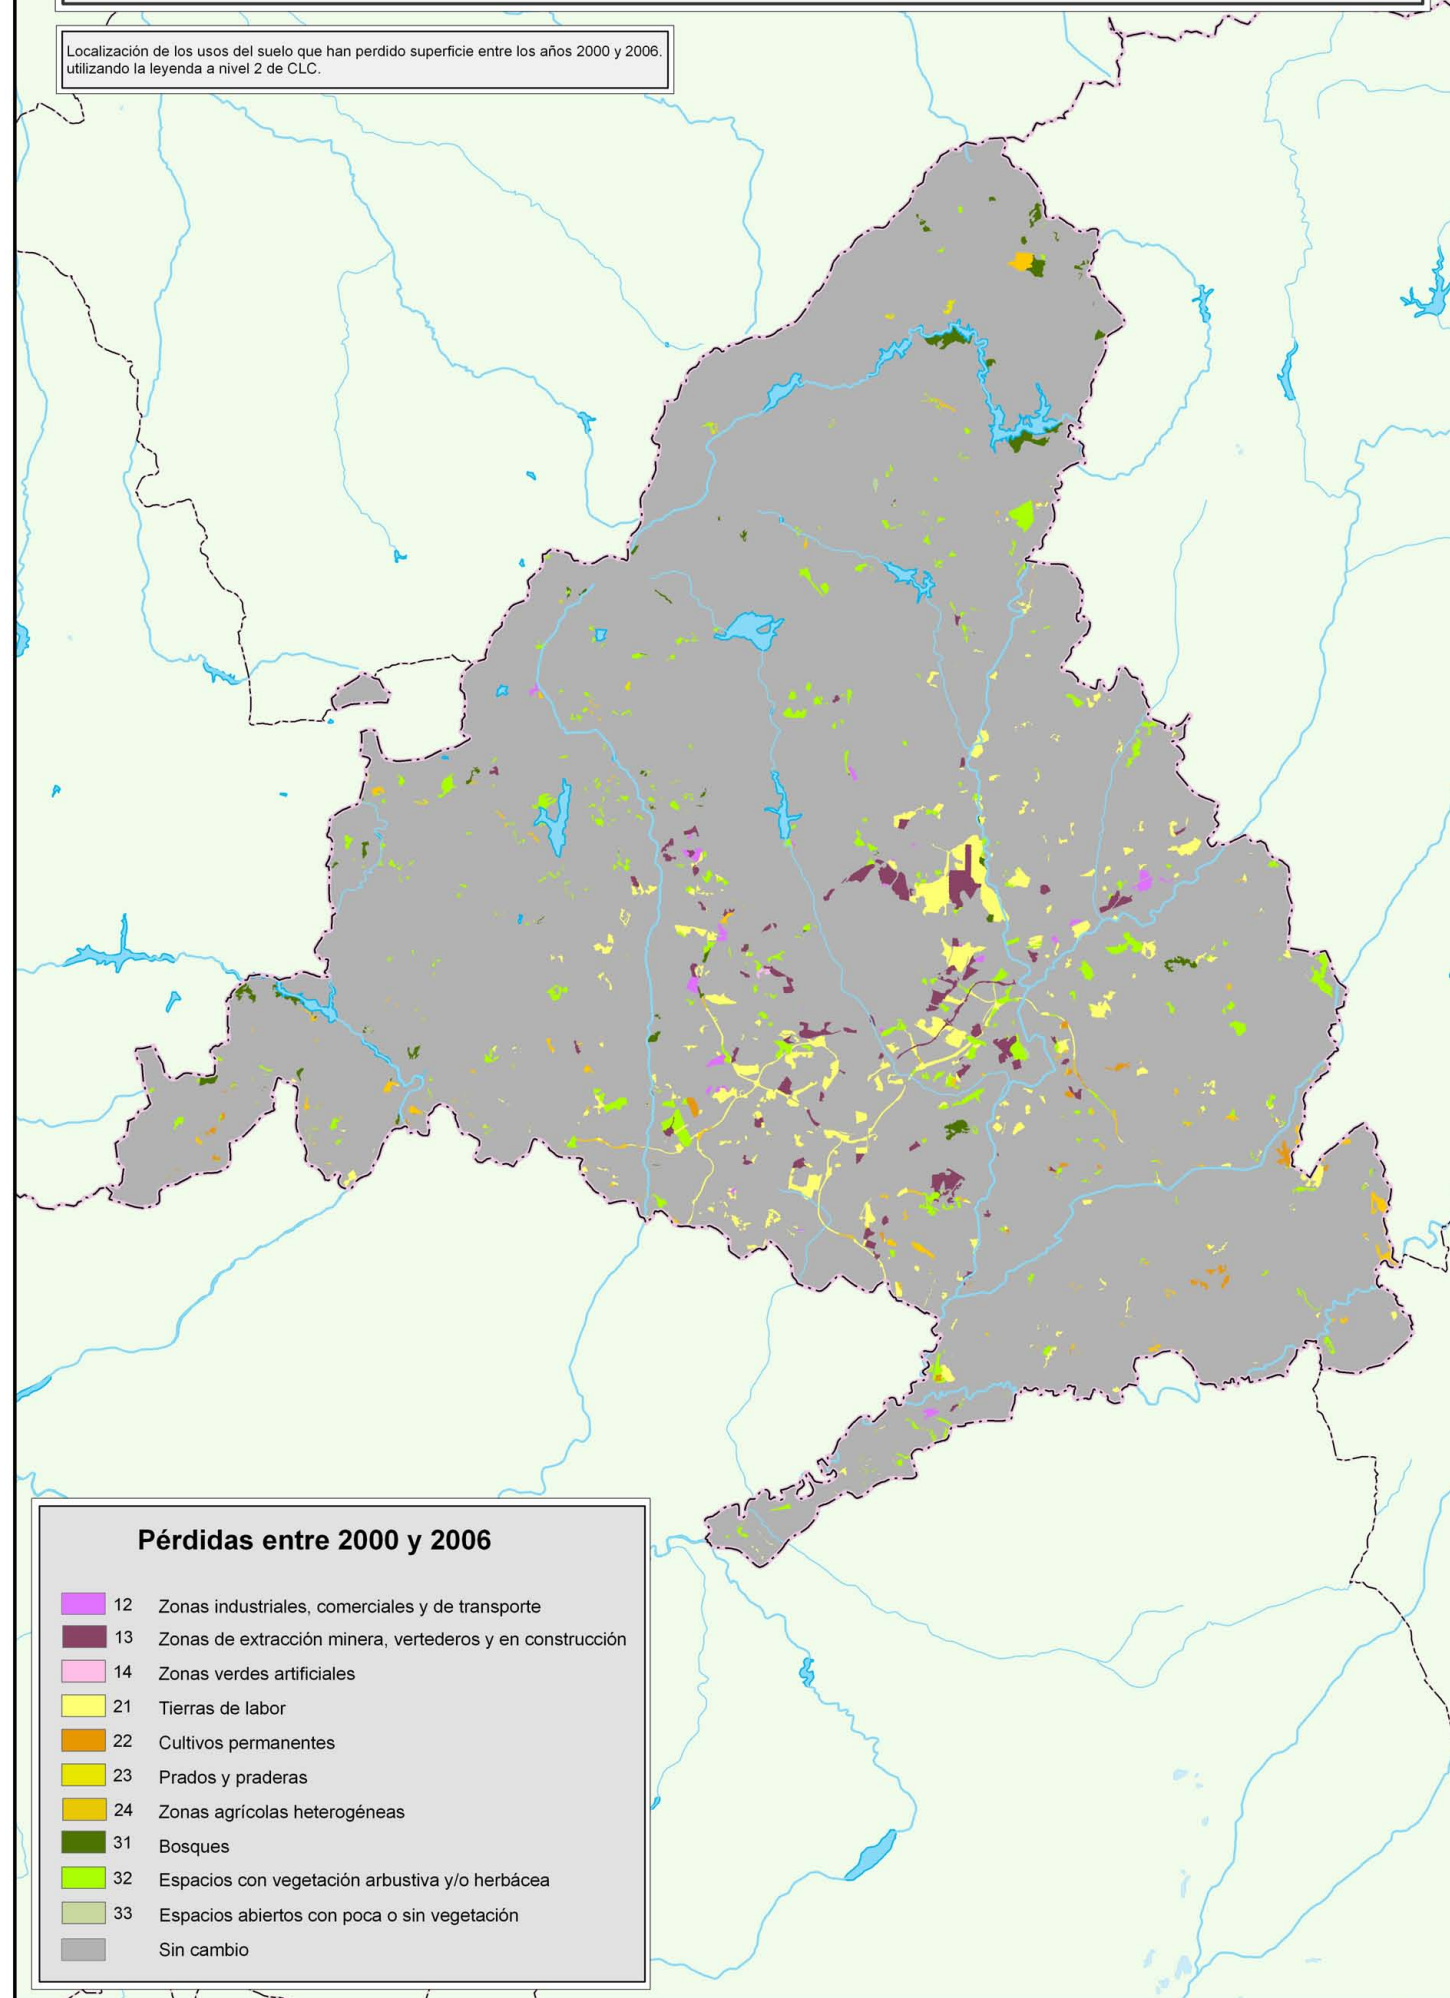 Localización de los usos del suelo que han perdido superficie entre los años 2000 y 2006.
utilizando la leyenda a nivel 2 de CLC.
Pérdidas entre 2000 y 2006
12 Zonas industriales, comerciales y de transporte
13 Zonas de extracción minera, vertederos y en construcción
14 Zonas verdes artificiales
21 Tierras de labor
22 Cultivos permanentes
23 Prados y praderas
24 Zonas agrícolas heterogéneas
31 Bosques
32 Espacios con vegetación arbustiva y/o herbácea
33 Espacios abiertos con poca o sin vegetación
Sin cambio